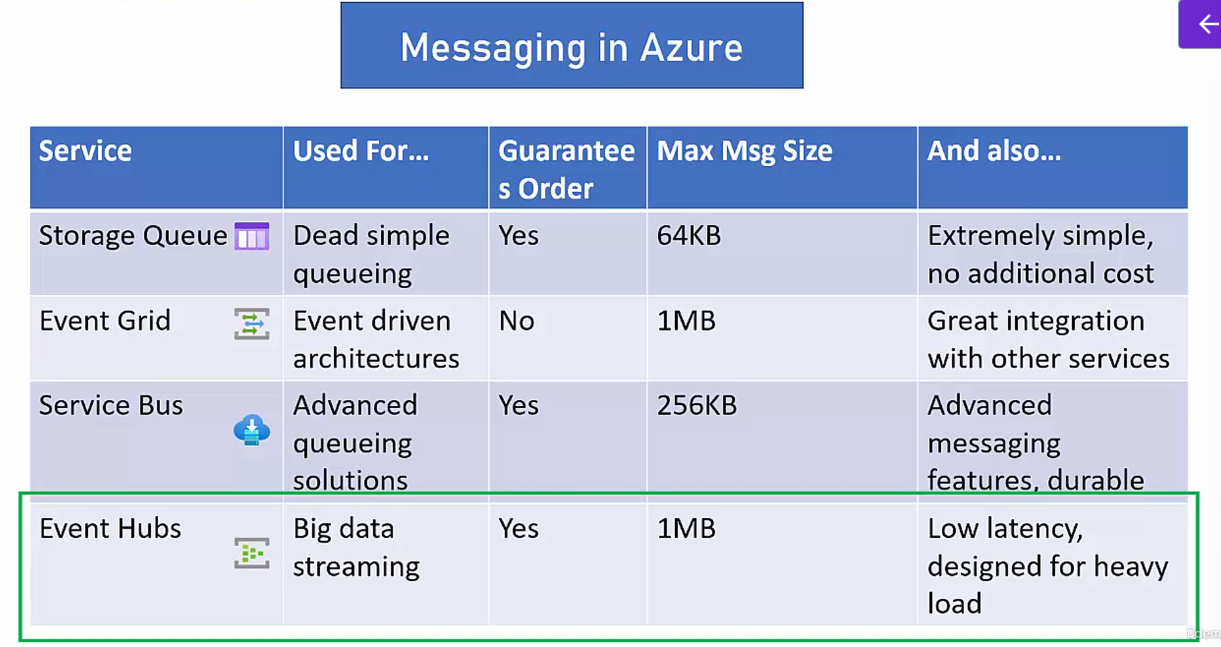 Messaging in Azure
Service Used For... Guarantee Max Msg Size And also...
s Order
Storage Queue Dead simple Yes 64KB Extremely simple,
queueing no additional cost
Event Grid Event driven No 1MB Great integration
architectures with other services
Service Bus Advanced Yes 256KB Advanced
queueing messaging
solutions features, durable
Event Hubs Big data Yes 1MB Low latency,
streaming designed for heavy
load